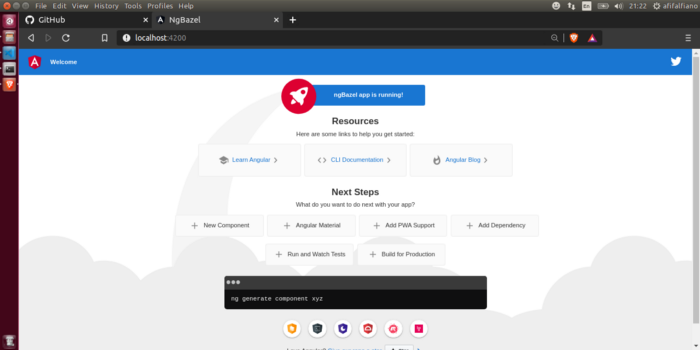 File Edit View History Tools Profiles Help
21:22 afifalfiano
GitHub
NgBazel
localhost:4200
Welcome
ngBazel app is running!
Resources
Here are some links to help you get started:
Learn Angular
CLI Documentation
Angular Blog
Next Steps
What do you want to do next with your app?
New Component
Angular Material
Add PWA Support
Add Dependency
Run and Watch Tests
Build for Production
ng generate component xyz